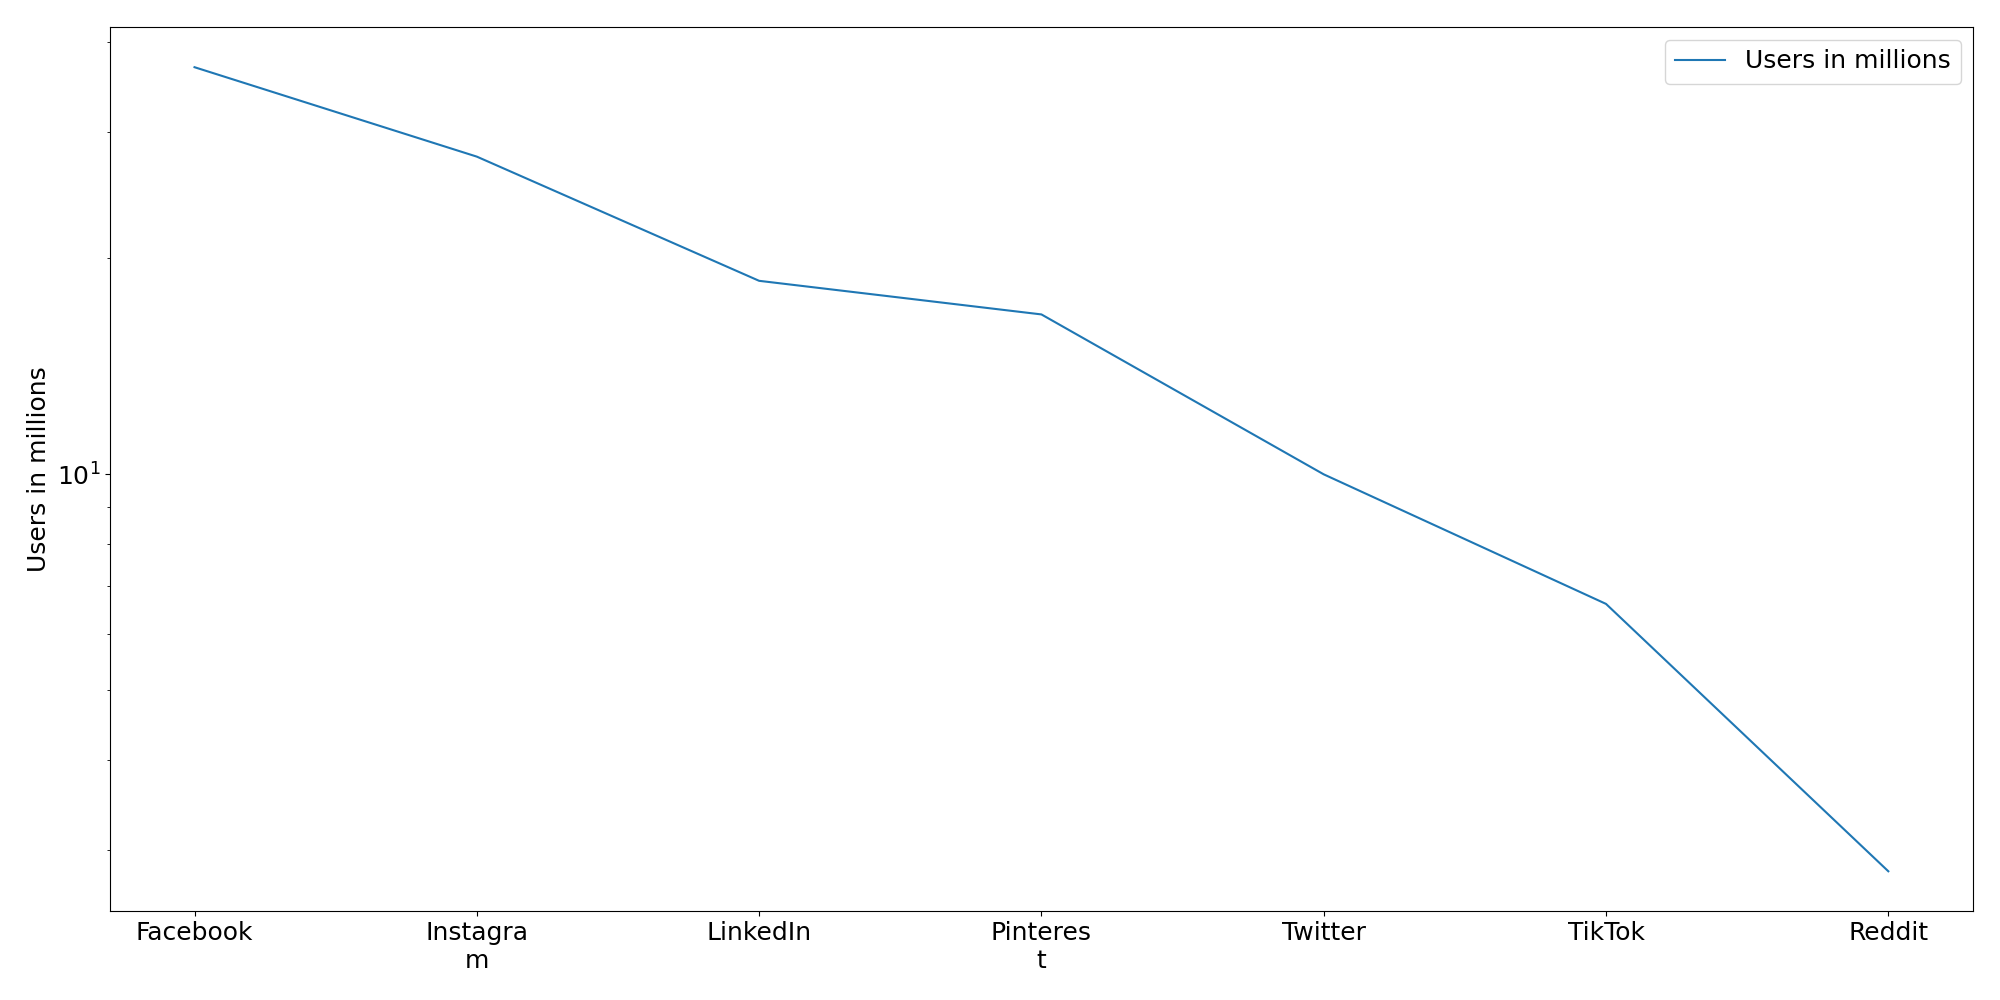 Users in millions
Users in millions
10¹
Facebook
Instagra
m
LinkedIn
Pinteres
t
Twitter
TikTok
Reddit